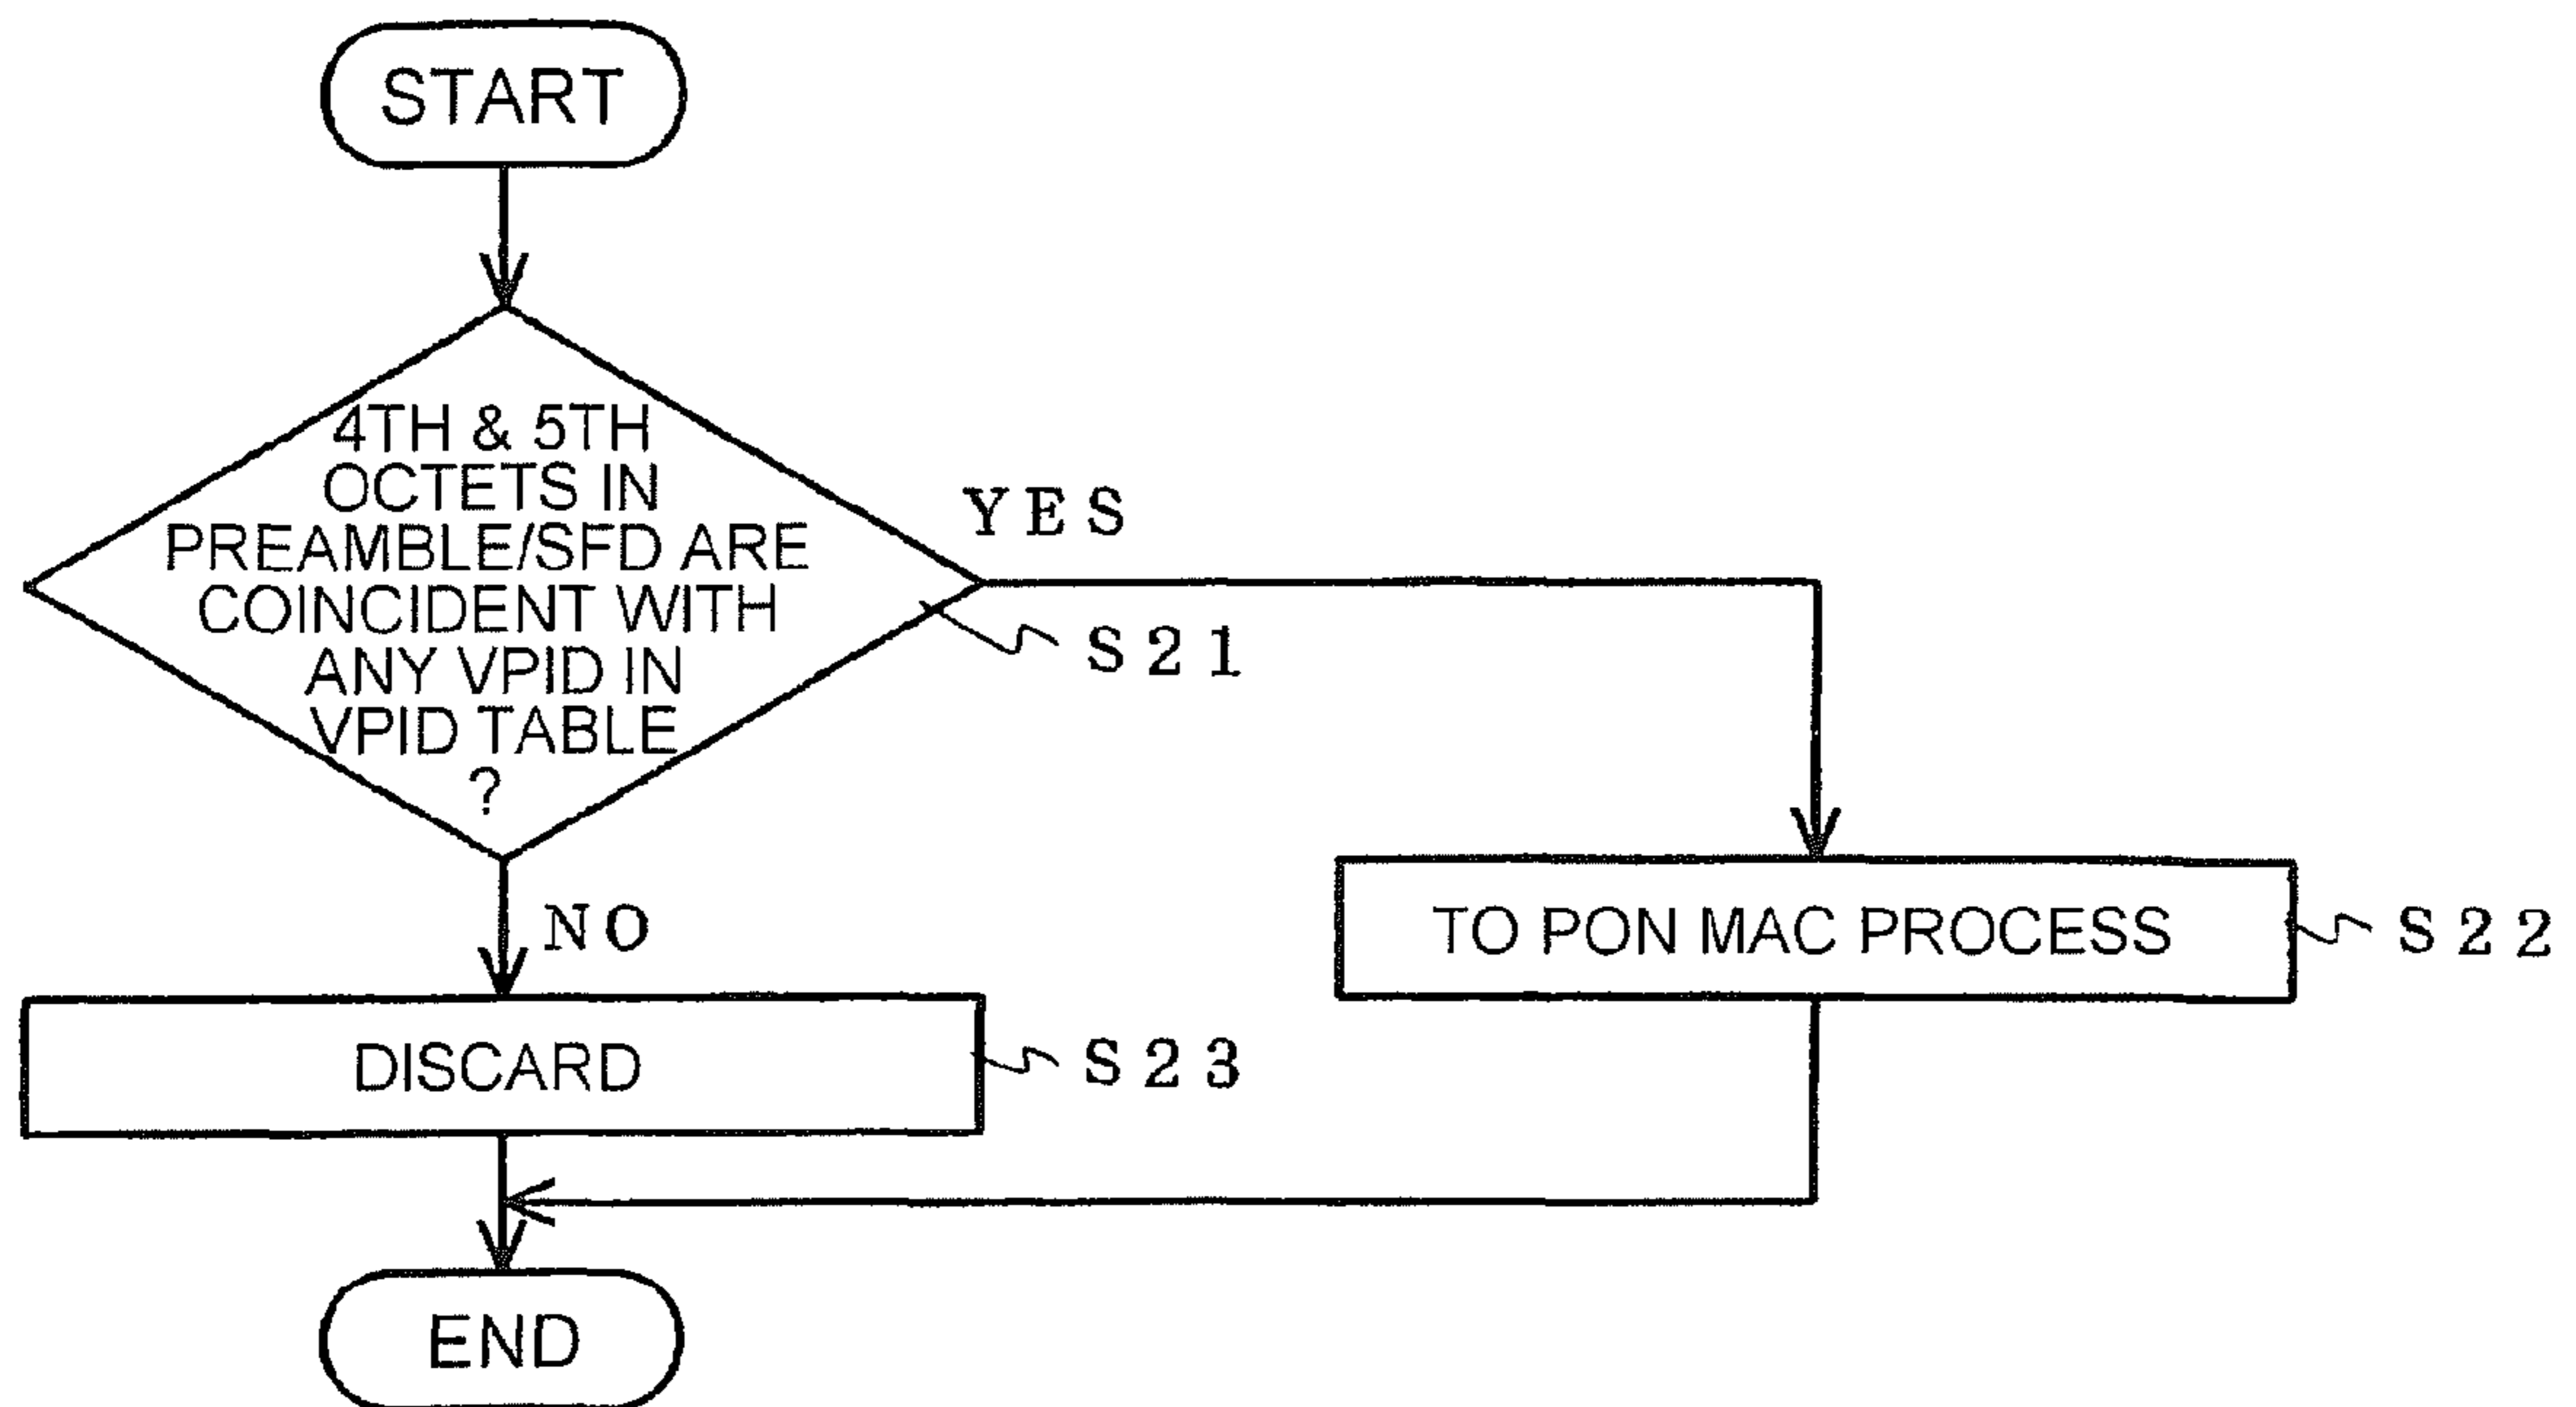 START
4TH & 5TH
OCTETS IN
PREAMBLE/SFD ARE
COINCIDENT WITH
ANY VPID IN
VPID TABLE
?
YES
S21
NO
TO PON MAC PROCESS
S22
DISCARD
S23
END